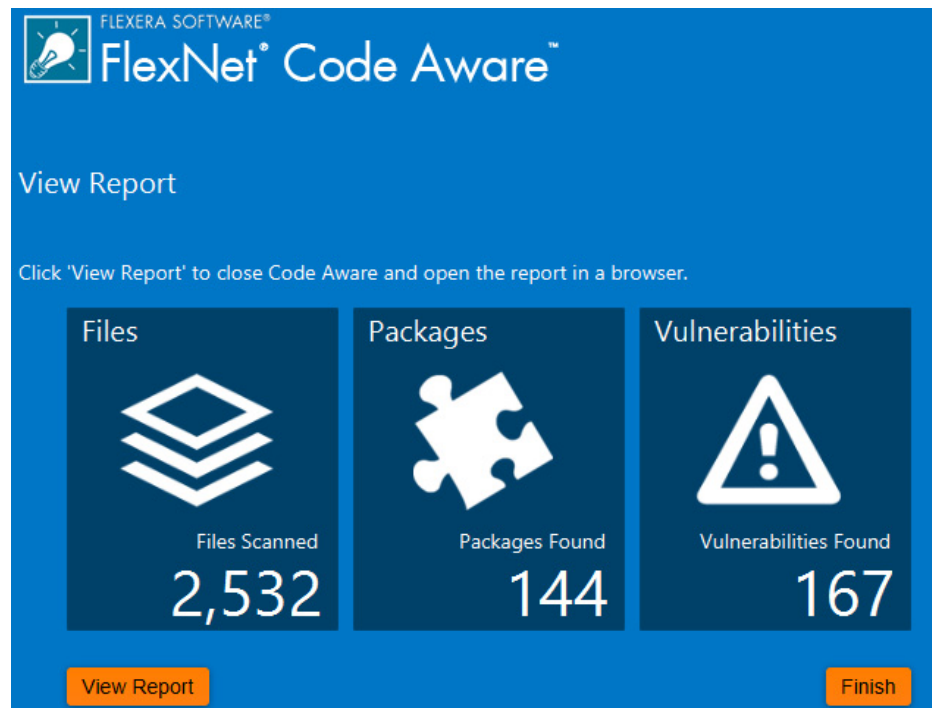 FLEXERA SOFTWARE®
FlexNet® Code Aware™
View Report
Click 'View Report' to close Code Aware and open the report in a browser.
Files
Files Scanned
2,532
Packages
Packages Found
144
Vulnerabilities
Vulnerabilities Found
167
View Report
Finish